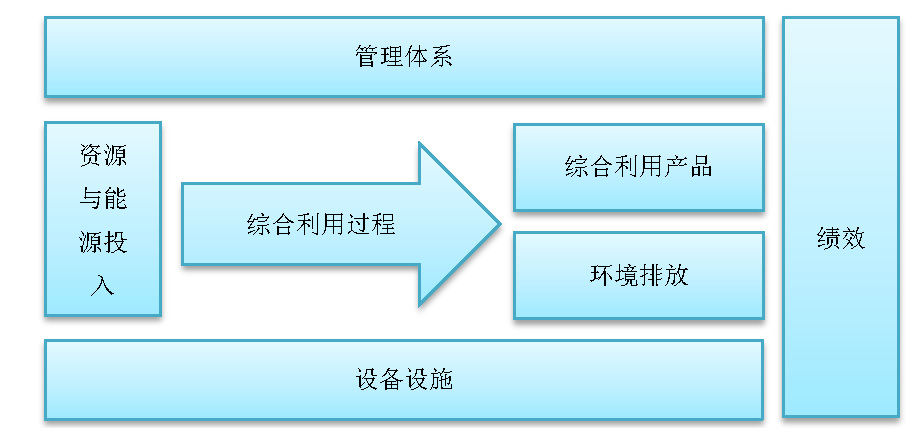 管理体系
资源
与能
源投
入
综合利用过程
综合利用产品
环境排放
绩效
设备设施